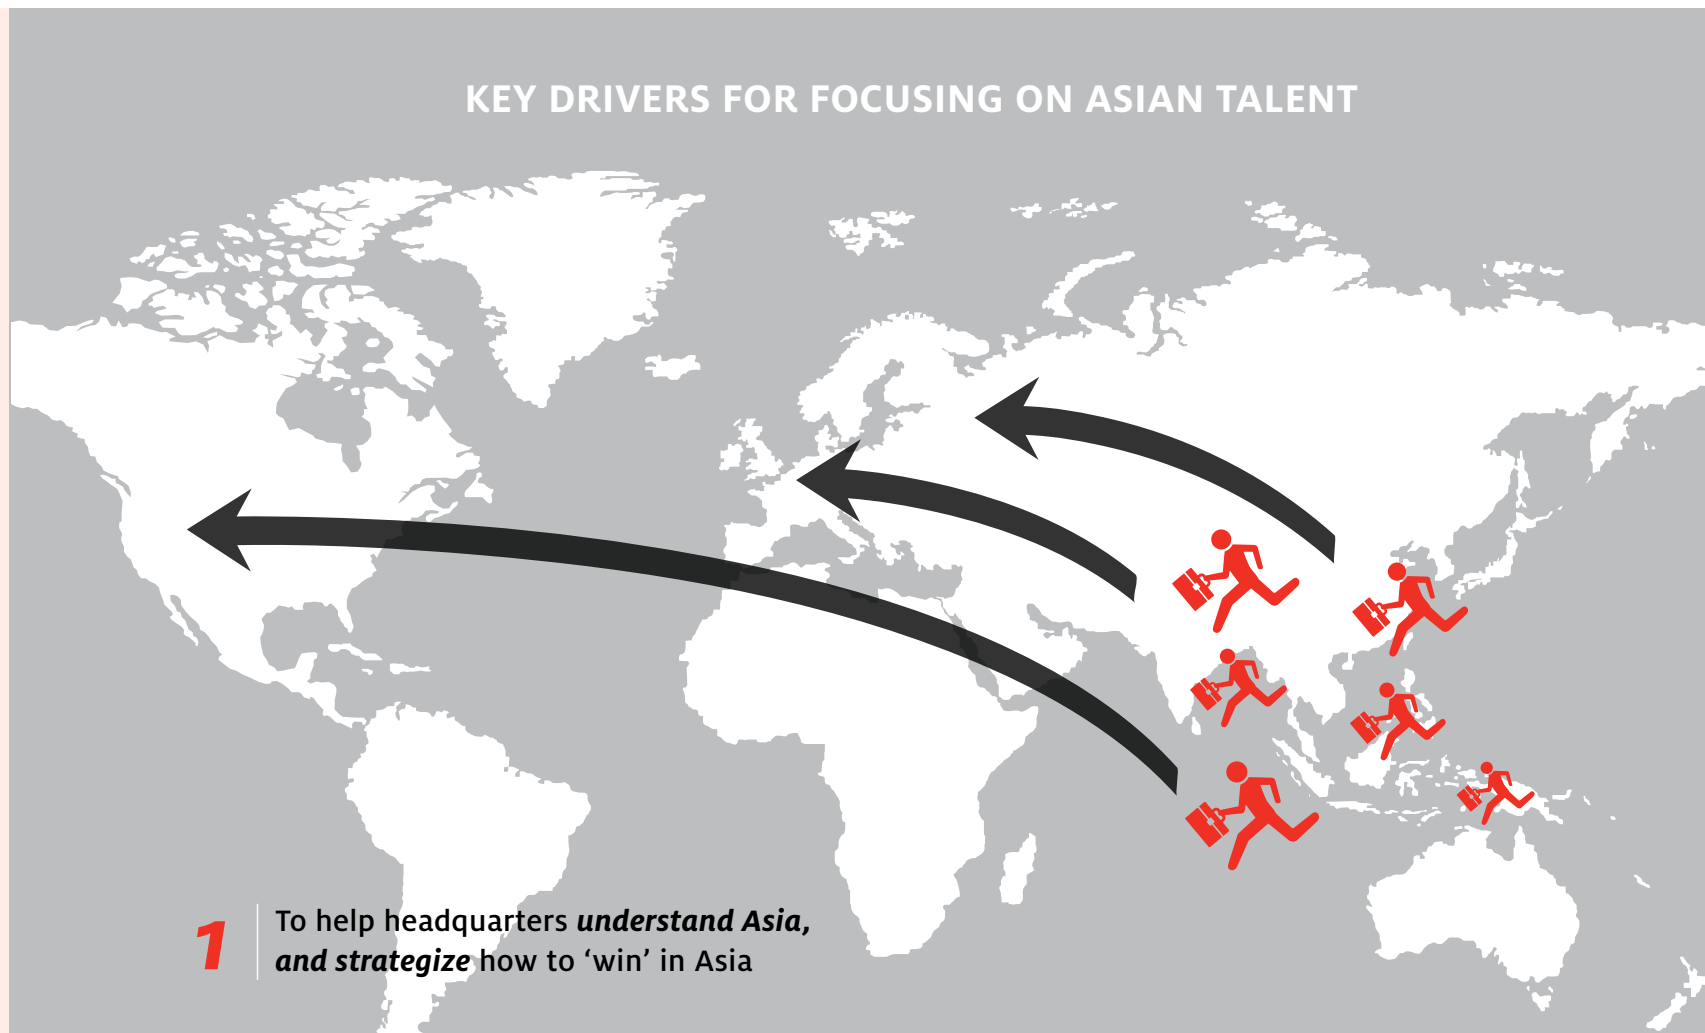 KEY DRIVERS FOR FOCUSING ON ASIAN TALENT
1
To help headquarters understand Asia,
and strategize how to ‘win’ in Asia